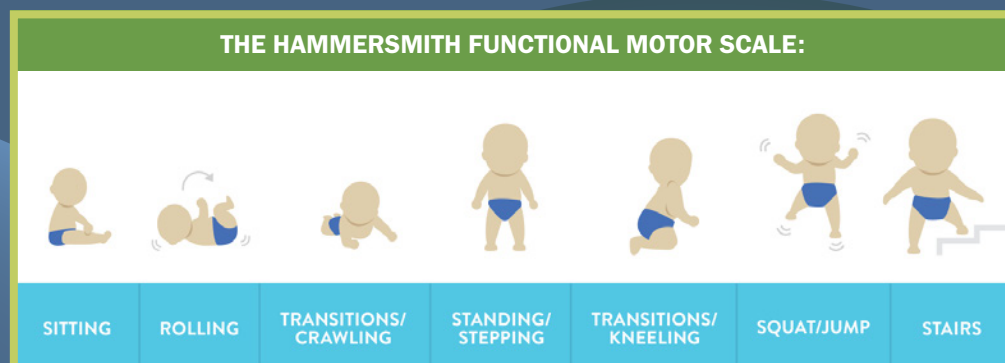 THE HAMMERSMITH FUNCTIONAL MOTOR SCALE:
SITTING
ROLLING
TRANSITIONS/
CRAWLING
STANDING/
STEPPING
TRANSITIONS/
KNEELING
SQUAT/JUMP
STAIRS